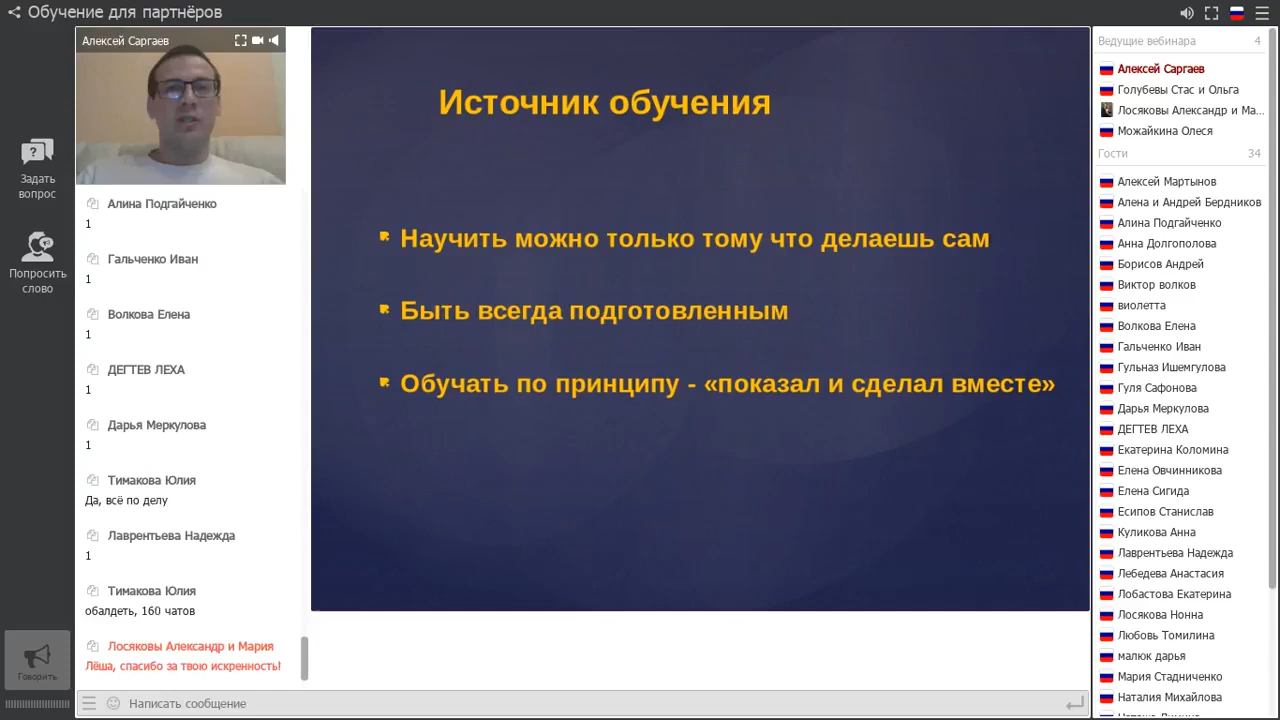 Обучение для партнёров
Задать
вопрос
Попросить
слово
Говорить
Алексей Саргаев
Алина Подгайченко
1
Гальченко Иван
1
Волкова Елена
1
ДЕГТЕВ ЛЕХА
1
Дарья Меркулова
1
Тимакова Юлия
Да, всё по делу
Лаврентьева Надежда
1
Тимакова Юлия
обалдеть, 160 чатов
Лосяковы Александр и Мария
Лёша, спасибо за твою искренность!
Написать сообщение
Источник обучения
Научить можно только тому что делаешь сам
Быть всегда подготовленным
Обучать по принципу - «показал и сделал вместе»
Ведущие вебинара 4
Алексей Саргаев
Голубевы Стас и Ольга
Лосяковы Александр и Ма...
Можайкина Олеся
Гости 34
Алексей Мартынов
Алена и Андрей Бердников
Алина Подгайченко
Анна Долгополова
Борисов Андрей
Виктор волков
виолетта
Волкова Елена
Гальченко Иван
Гульназ Ишемгулова
Гуля Сафонова
Дарья Меркулова
ДЕГТЕВ ЛЕХА
Екатерина Коломина
Елена Овчинникова
Елена Сигида
Есипов Станислав
Куликова Анна
Лаврентьева Надежда
Лебедева Анастасия
Лобастова Екатерина
Лосякова Нонна
Любовь Томилина
малюк дарья
Мария Стадниченко
Наталия Михайлова